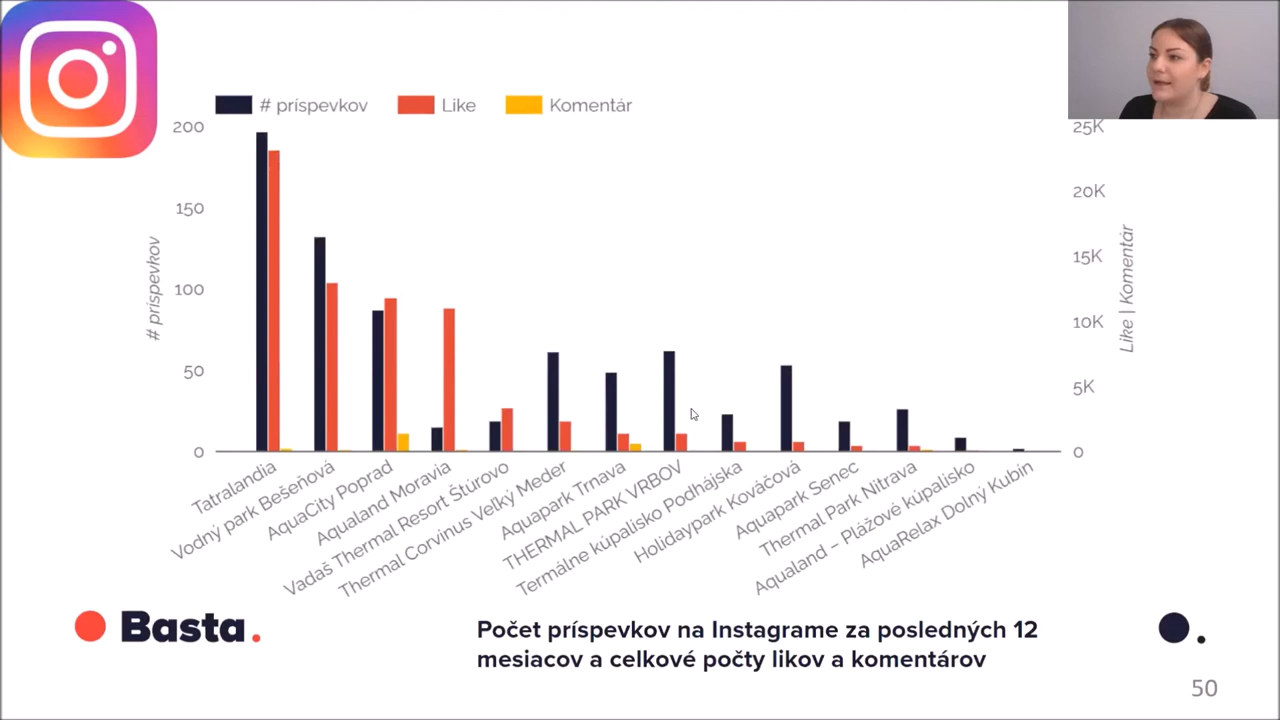 # príspevkov
Like
Komentár
200
150
100
50
0
# príspevkov
25K
20K
15K
10K
5K
0
Like | Komentár
Tatralandia
Vodný park Bešeňová
AquaCity Poprad
Aqualand Moravia
Vadaš Thermal Resort Štúrovo
Thermal Corvinus Veľký Meder
Aquapark Trnava
THERMAL PARK VRBOV
Termálne kúpalisko Podhájska
Holidaypark Kováčová
Aquapark Senec
Thermal Park Nitrava
Aqualand – Plážové kúpalisko
AquaRelax Dolný Kubín
Basta.
Počet príspevkov na Instagrame za posledných 12
mesiacov a celkové počty likov a komentárov
50